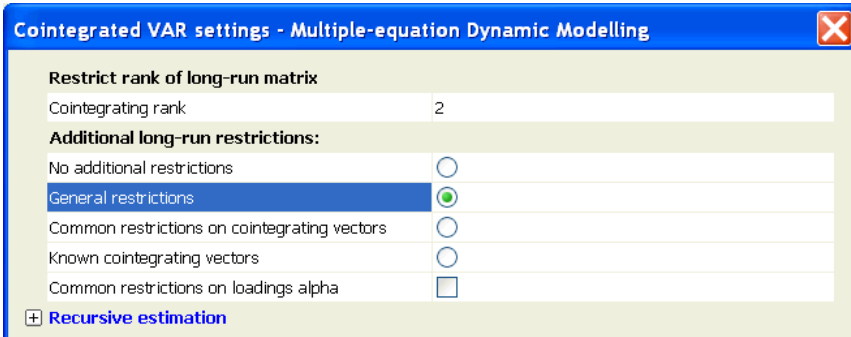 Cointegrated VAR settings - Multiple-equation Dynamic Modelling
Restrict rank of long-run matrix
Cointegrating rank 2
Additional long-run restrictions:
No additional restrictions
General restrictions
Common restrictions on cointegrating vectors
Known cointegrating vectors
Common restrictions on loadings alpha
Recursive estimation